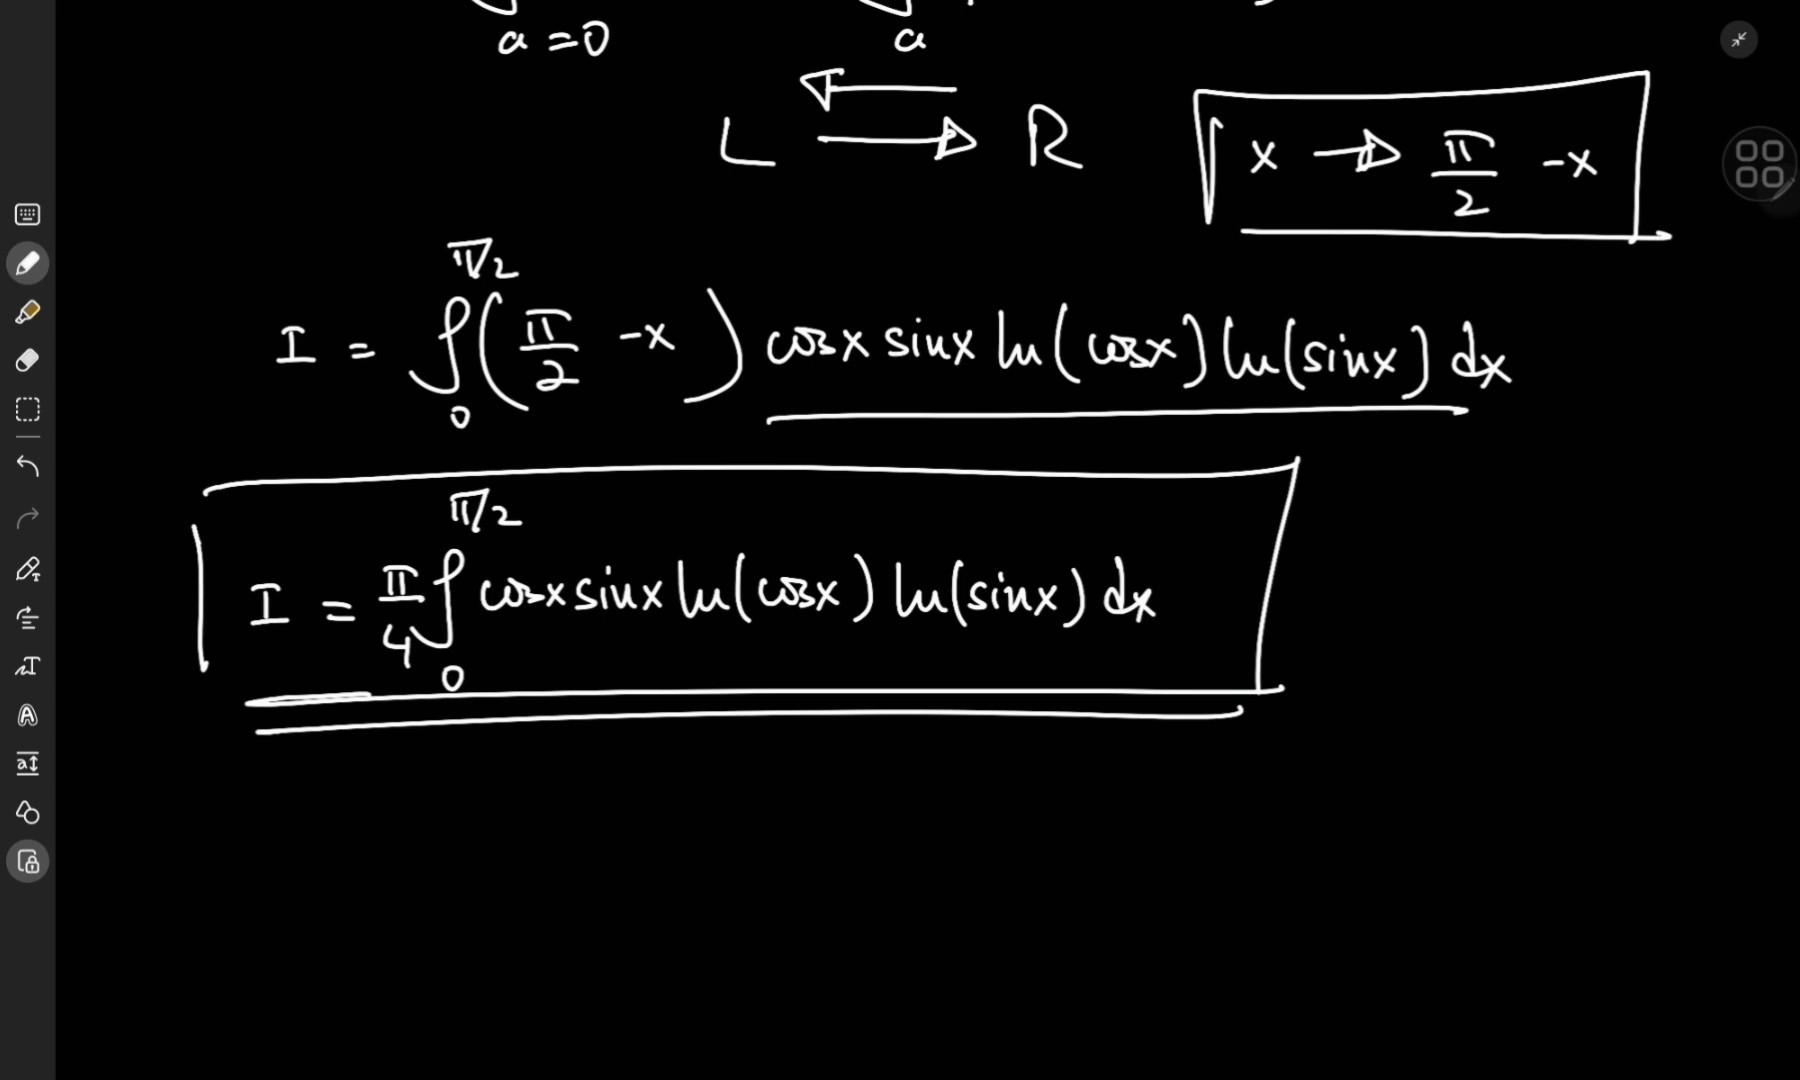 a = 0 a
L ⟵ ⟶ R x → π/2 - x
I = ∫₀^{π/2} (π/2 - x) cosx sinx ln(cosx) ln(sinx) dx
I = π/4 ∫₀^{π/2} cosx sinx ln(cosx) ln(sinx) dx